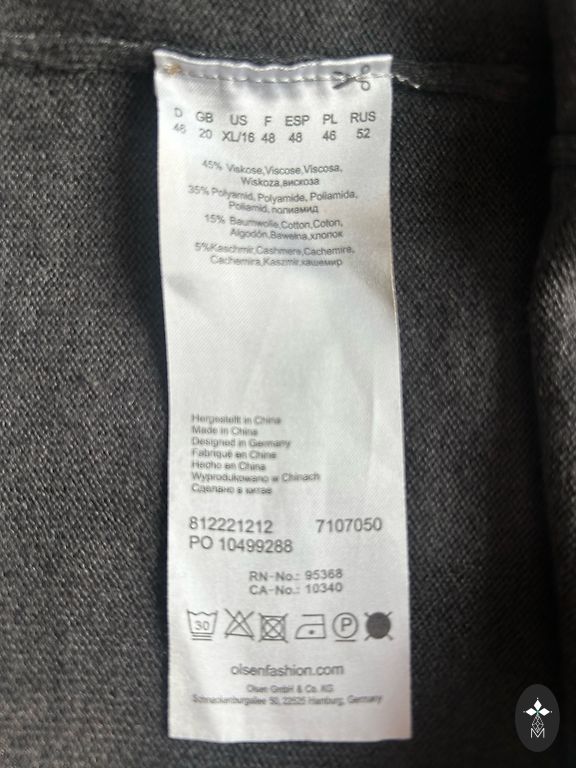 D GB US F ESP PL RUS
46 20 XL/16 48 48 46 52
45% Viskose,Viscose,Viscosa,
Wiskoza,вискоза
35% Polyamid, Polyamide, Poliamida,
Poliamid,полиамид
15% Baumwolle,Cotton,Coton,
Algodón,Bawełna,хлопок
5%Kaschmir,Cashmere,Cachemire,
Cachemira,Kaszmir,кашемир
Hergestellt in China
Made in China
Designed in Germany
Fabriqué en Chine
Hecho en China
Wyprodukowano w Chinach
Сделано в китае
812221212 7107050
PO 10499288
RN-No.: 95368
CA-No.: 10340
30 P
olsenfashion.com
Olsen GmbH & Co. KG
Schnackenburgallee 50, 22525 Hamburg, Germany
M